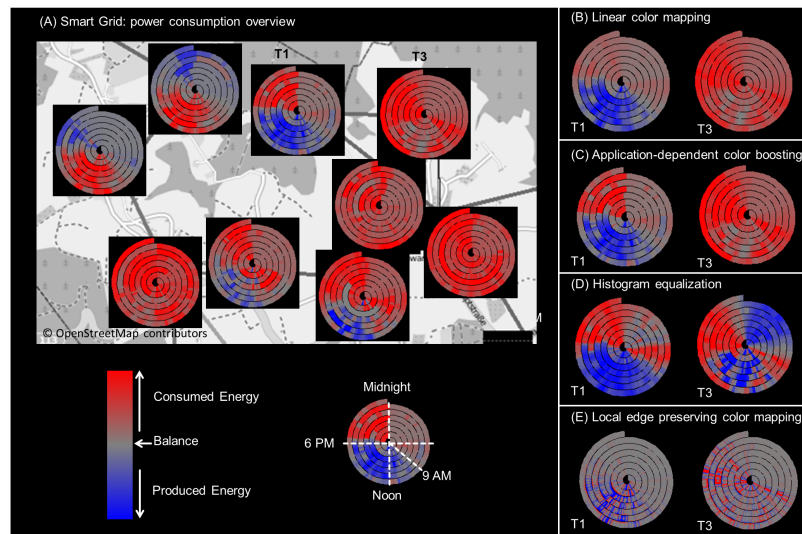 (A) Smart Grid: power consumption overview
T1
T3
© OpenStreetMap contributors
Consumed Energy
Balance
Produced Energy
Midnight
6 PM
9 AM
Noon
(B) Linear color mapping
T1
T3
(C) Application-dependent color boosting
T1
T3
(D) Histogram equalization
T1
T3
(E) Local edge preserving color mapping
T1
T3